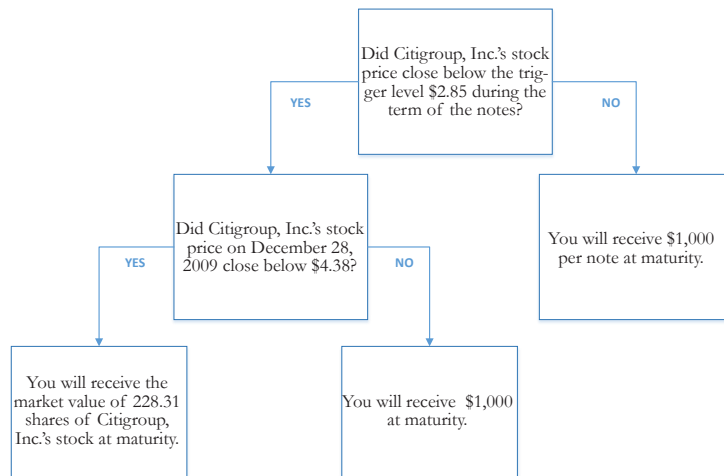 Did Citigroup, Inc.'s stock
price close below the trig-
ger level $2.85 during the
term of the notes?
YES
NO
Did Citigroup, Inc.'s stock
price on December 28,
2009 close below $4.38?
You will receive $1,000
per note at maturity.
YES
NO
You will receive the
market value of 228.31
shares of Citigroup,
Inc.'s stock at maturity.
You will receive $1,000
at maturity.